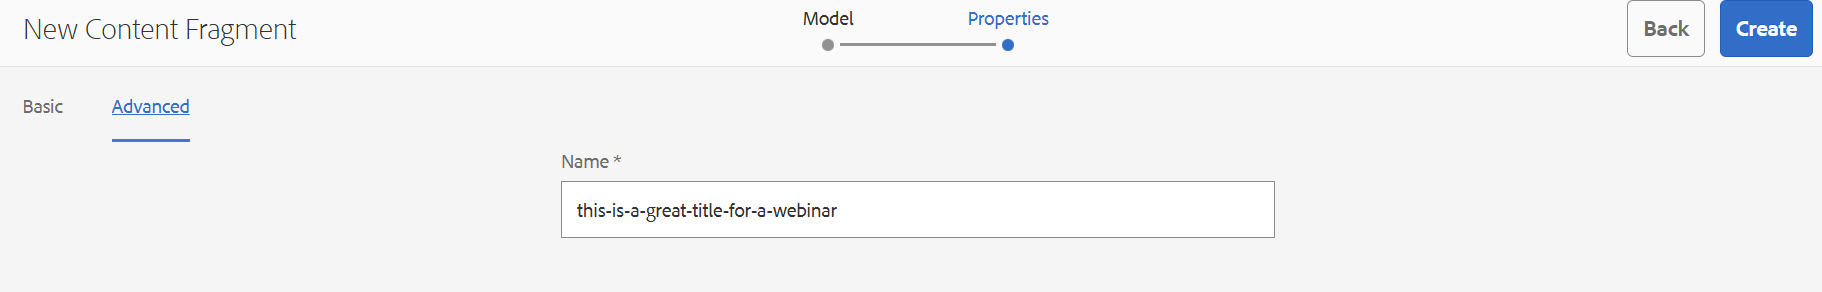 New Content Fragment
Model
Properties
Back
Create
Basic
Advanced
Name *
this-is-a-great-title-for-a-webinar